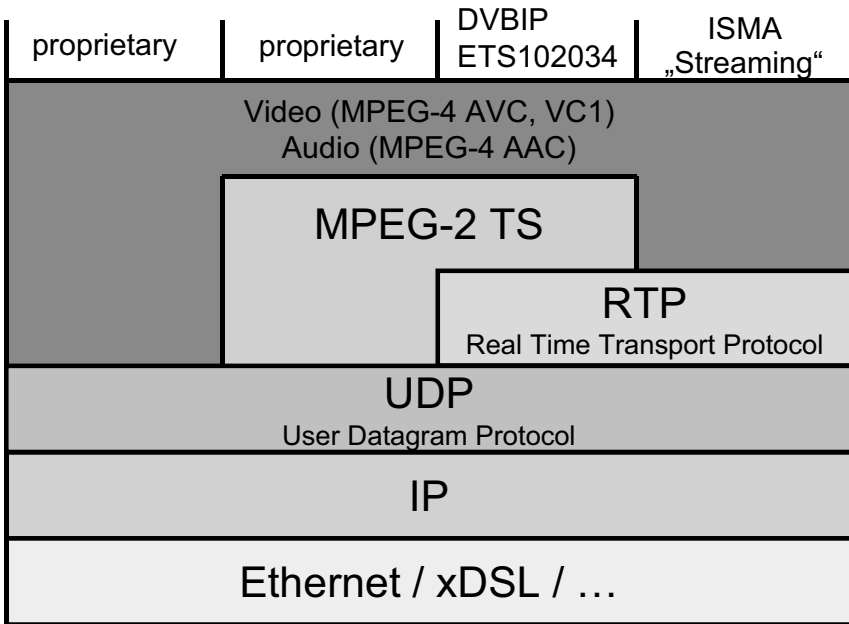 proprietary
proprietary
DVBIP
ETS102034
ISMA
„Streaming“
Video (MPEG-4 AVC, VC1)
Audio (MPEG-4 AAC)
MPEG-2 TS
RTP
Real Time Transport Protocol
UDP
User Datagram Protocol
IP
Ethernet / xDSL / …